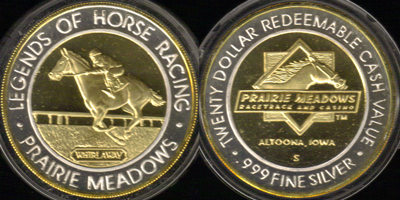 LEGENDS OF HORSE RACING
WHIRLAWAY
PRAIRIE MEADOWS
TWENTY DOLLAR REDEEMABLE CASH VALUE
PRAIRIE MEADOWS
RACETRACK AND CASINO
TM
ALTOONA, IOWA
S
.999 FINE SILVER